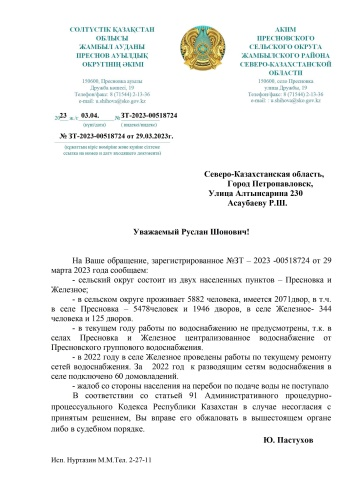 СОЛТҮСТІК ҚАЗАҚСТАН
ОБЛЫСЫ
ЖАМБЫЛ АУДАНЫ
ПРЕСНОВ АУЫЛДЫҚ
ОКРУГІНІҢ ӘКІМІ
150600, Пресновка ауылы
Дружба көшесі, 19
Телефон/факс: 8 (71544) 2-13-36
e-mail: a.shihova@sko.gov.kz
АКИМ
ПРЕСНОВСКОГО
СЕЛЬСКОГО ОКРУГА
ЖАМБЫЛСКОГО РАЙОНА
СЕВЕРО-КАЗАХСТАНСКОЙ
ОБЛАСТИ
150600, село Пресновка
улица Дружбы, 19
Телефон/факс: 8 (71544) 2-13-36
e-mail: a.shihova@sko.gov.kz
2023 ж./г. 03.04. № ЗТ-2023-00518724
№ ЗТ-2023-00518724 от 29.03.2023г.
Северо-Казахстанская область,
Город Петропавловск,
Улица Алтынсарина 230
Асаубаеву Р.Ш.
Уважаемый Руслан Шонович!
На Ваше обращение, зарегистрированное №ЗТ – 2023 -00518724 от 29
марта 2023 года сообщаем:
- сельский округ состоит из двух населенных пунктов – Пресновка и
Железное;
- в сельском округе проживает 5882 человека, имеется 2071двор, в т.ч.
в селе Пресновка – 5478человек и 1946 дворов, в селе Железное- 344
человека и 125 дворов.
- в текущем году работы по водоснабжению не предусмотрены, т.к. в
селах Пресновка и Железное централизованное водоснабжение от
Пресновского группового водоснабжения.
- в 2022 году в селе Железное проведены работы по текущему ремонту
сетей водоснабжения. За 2022 год к разводящим сетям водоснабжения в
селе подключено 60 домовладений.
- жалоб со стороны населения на перебои по подаче воды не поступало
В соответствии со статьей 91 Административного процедурно-
процессуального Кодекса Республики Казахстан в случае несогласия с
принятым решением, Вы вправе его обжаловать в вышестоящем органе
либо в судебном порядке.
Ю. Пастухов
Исп. Нуртазин М.М.Тел. 2-27-11